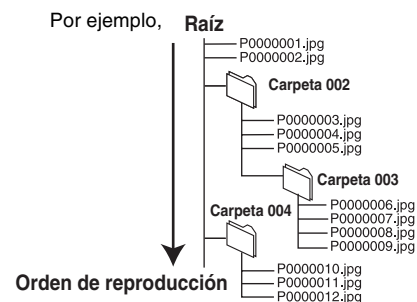 Por ejemplo,
Raíz
P0000001.jpg
P0000002.jpg
Carpeta 002
P0000003.jpg
P0000004.jpg
P0000005.jpg
Carpeta 003
P0000006.jpg
P0000007.jpg
P0000008.jpg
P0000009.jpg
Carpeta 004
P0000010.jpg
P0000011.jpg
P0000012.jpg
Orden de reproducción